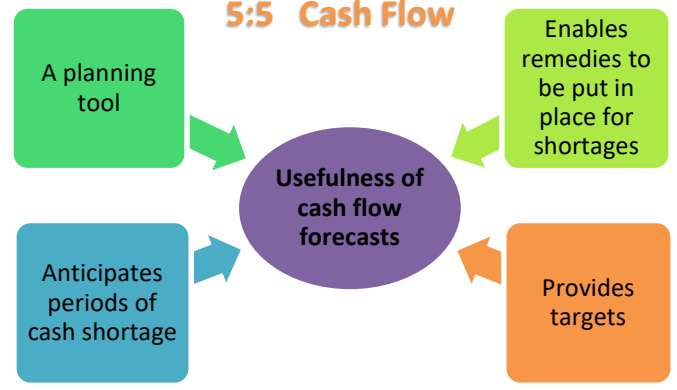 5:5 Cash Flow
A planning
tool
Enables
remedies to
be put in
place for
shortages
Usefulness of
cash flow
forecasts
Anticipates
periods of
cash shortage
Provides
targets